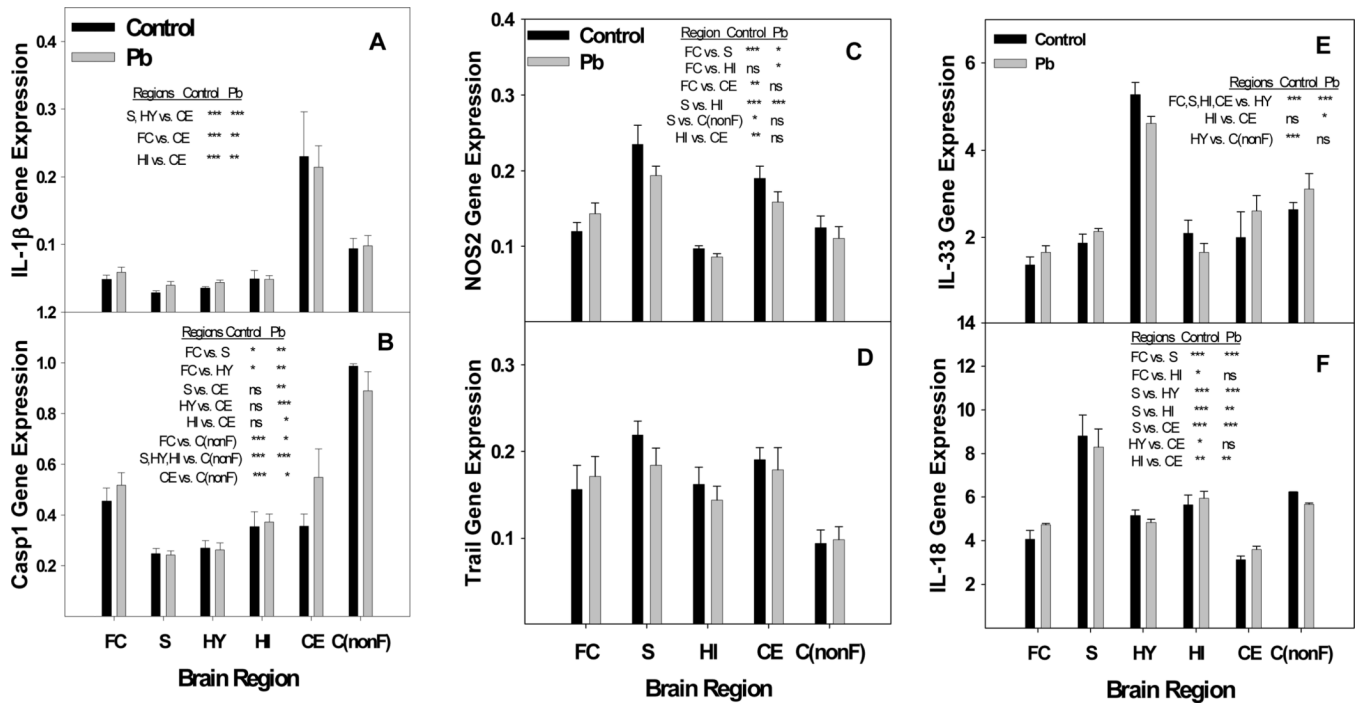 A
Control
Pb
Regions Control Pb
S, HY vs. CE *** ***
FC vs. CE *** **
HI vs. CE *** **
IL-1β Gene Expression
0.4
0.3
0.2
0.1
1.2
B
Regions Control Pb
FC vs. S * **
FC vs. HY * **
S vs. CE ns **
HY vs. CE ns ***
HI vs. CE ns *
FC vs. C(nonF) *** *
S,HY,HI vs. C(nonF) *** ***
CE vs. C(nonF) *** *
Casp1 Gene Expression
1.0
0.8
0.6
0.4
0.2
FC S HY HI CE C(nonF)
Brain Region
C
Control
Pb
Region Control Pb
FC vs. S *** *
FC vs. HI ns *
FC vs. CE ** ns
S vs. HI *** ***
S vs. C(nonF) * ns
HI vs. CE ** ns
NOS2 Gene Expression
0.3
0.2
0.1
D
Trail Gene Expression
0.3
0.2
0.1
FC S HI CE C(nonF)
Brain Region
E
Control
Pb
Regions Control Pb
FC,S,HI,CE vs. HY *** ***
HI vs. CE ns *
HY vs. C(nonF) *** ns
IL-33 Gene Expression
6
4
2
14
F
Regions Control Pb
FC vs. S *** ***
FC vs. HI * ns
S vs. HY *** ***
S vs. HI *** **
S vs. CE *** ***
HY vs. CE * ns
HI vs. CE ** **
IL-18 Gene Expression
12
10
8
6
4
2
FC S HY HI CE C(nonF)
Brain Region